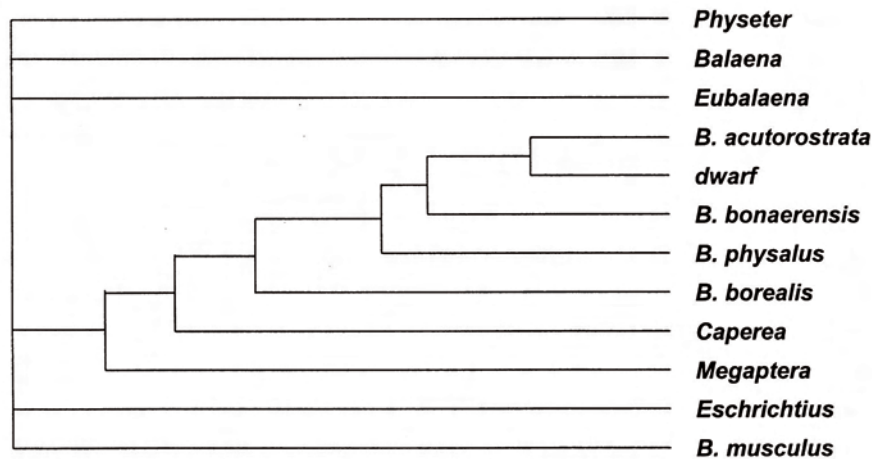 Physeter
Balaena
Eubalaena
B. acutorostrata
dwarf
B. bonaerensis
B. physalus
B. borealis
Caperea
Megaptera
Eschrichtius
B. musculus